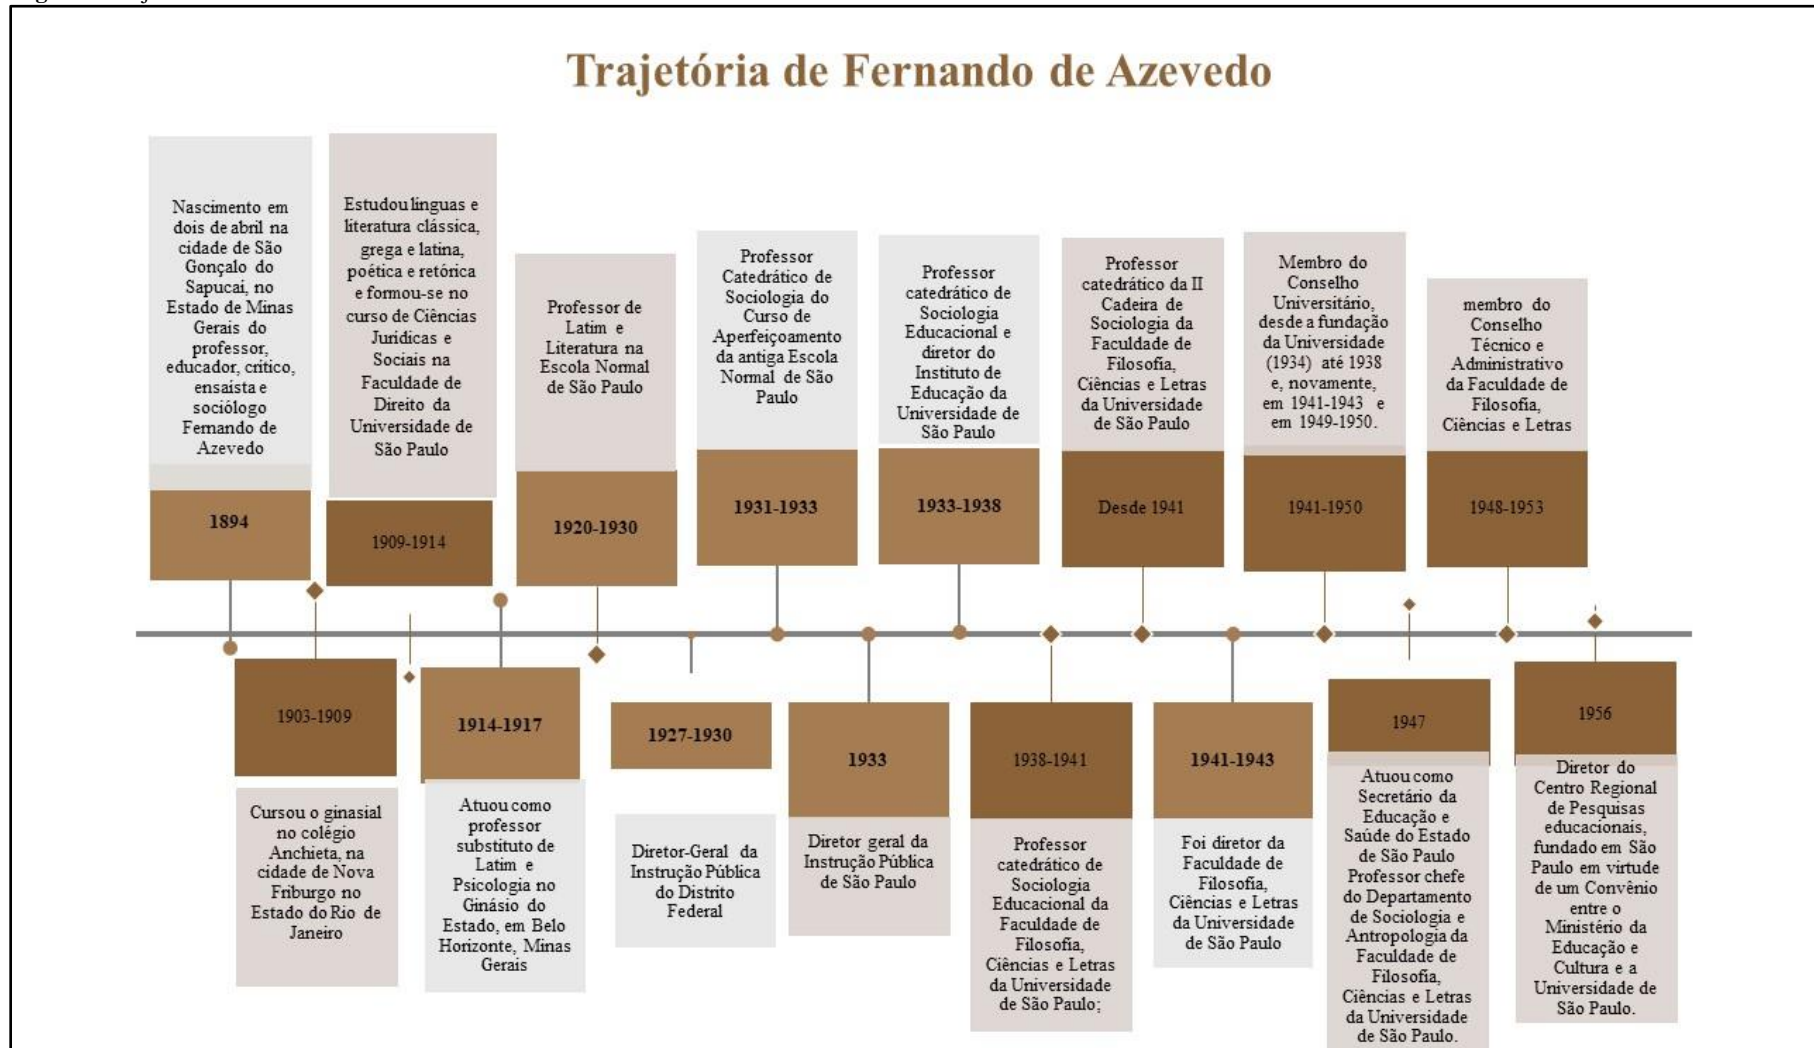 Trajetória de Fernando de Azevedo
Nascimento em
dois de abril na
cidade de São
Gonçalo do
Sapucai, no
Estado de Minas
Gerais do
professor,
educador, critico,
ensaista e
sociólogo
Fernando de
Azevedo
1894
Estudou línguas e
literatura clássica,
grega e latina,
poética e retórica
e formou-se no
curso de Ciências
Jurídicas e
Sociais na
Faculdade de
Direito da
Universidade de
São Paulo
1909-1914
Professor de
Latim e
Literatura na
Escola Normal
de São Paulo
1920-1930
Professor
Catedrático de
Sociologia do
Curso de
Aperfeiçoamento
da antiga Escola
Normal de São
Paulo
1931-1933
Professor
catedrático de
Sociologia
Educacional e
diretor do
Instituto de
Educação da
Universidade de
São Paulo
1933-1938
Professor
catedrático da II
Cadeira de
Sociologia da
Faculdade de
Filosofia,
Ciências e Letras
da Universidade
de São Paulo
Desde 1941
Membro do
Conselho
Universitário,
desde a fundação
da Universidade
(1934) até 1938
e, novamente,
em 1941-1943 e
em 1949-1950.
1941-1950
membro do
Conselho
Técnico e
Administrativo
da Faculdade de
Filosofia,
Ciências e Letras
1948-1953
1903-1909
Cursou o ginasial
no colégio
Anchieta, na
cidade de Nova
Friburgo no
Estado do Rio de
Janeiro
1914-1917
Atuou como
professor
substituto de
Latim e
Psicologia no
Ginásio do
Estado, em Belo
Horizonte, Minas
Gerais
1927-1930
Diretor-Geral da
Instrução Pública
do Distrito
Federal
1933
Diretor geral da
Instrução Pública
de São Paulo
1938-1941
Professor
catedrático de
Sociologia
Educacional da
Faculdade de
Filosofia,
Ciências e Letras
da Universidade
de São Paulo;
1941-1943
Foi diretor da
Faculdade de
Filosofia,
Ciências e Letras
da Universidade
de São Paulo
1947
Atuou como
Secretário da
Educação e
Saúde do Estado
de São Paulo
Professor chefe
do Departamento
de Sociologia e
Antropologia da
Faculdade de
Filosofia,
Ciências e Letras
da Universidade
de São Paulo.
1956
Diretor do
Centro Regional
de Pesquisas
educacionais,
fundado em São
Paulo em virtude
de um Convênio
entre o
Ministério da
Educação e
Cultura e a
Universidade de
São Paulo.